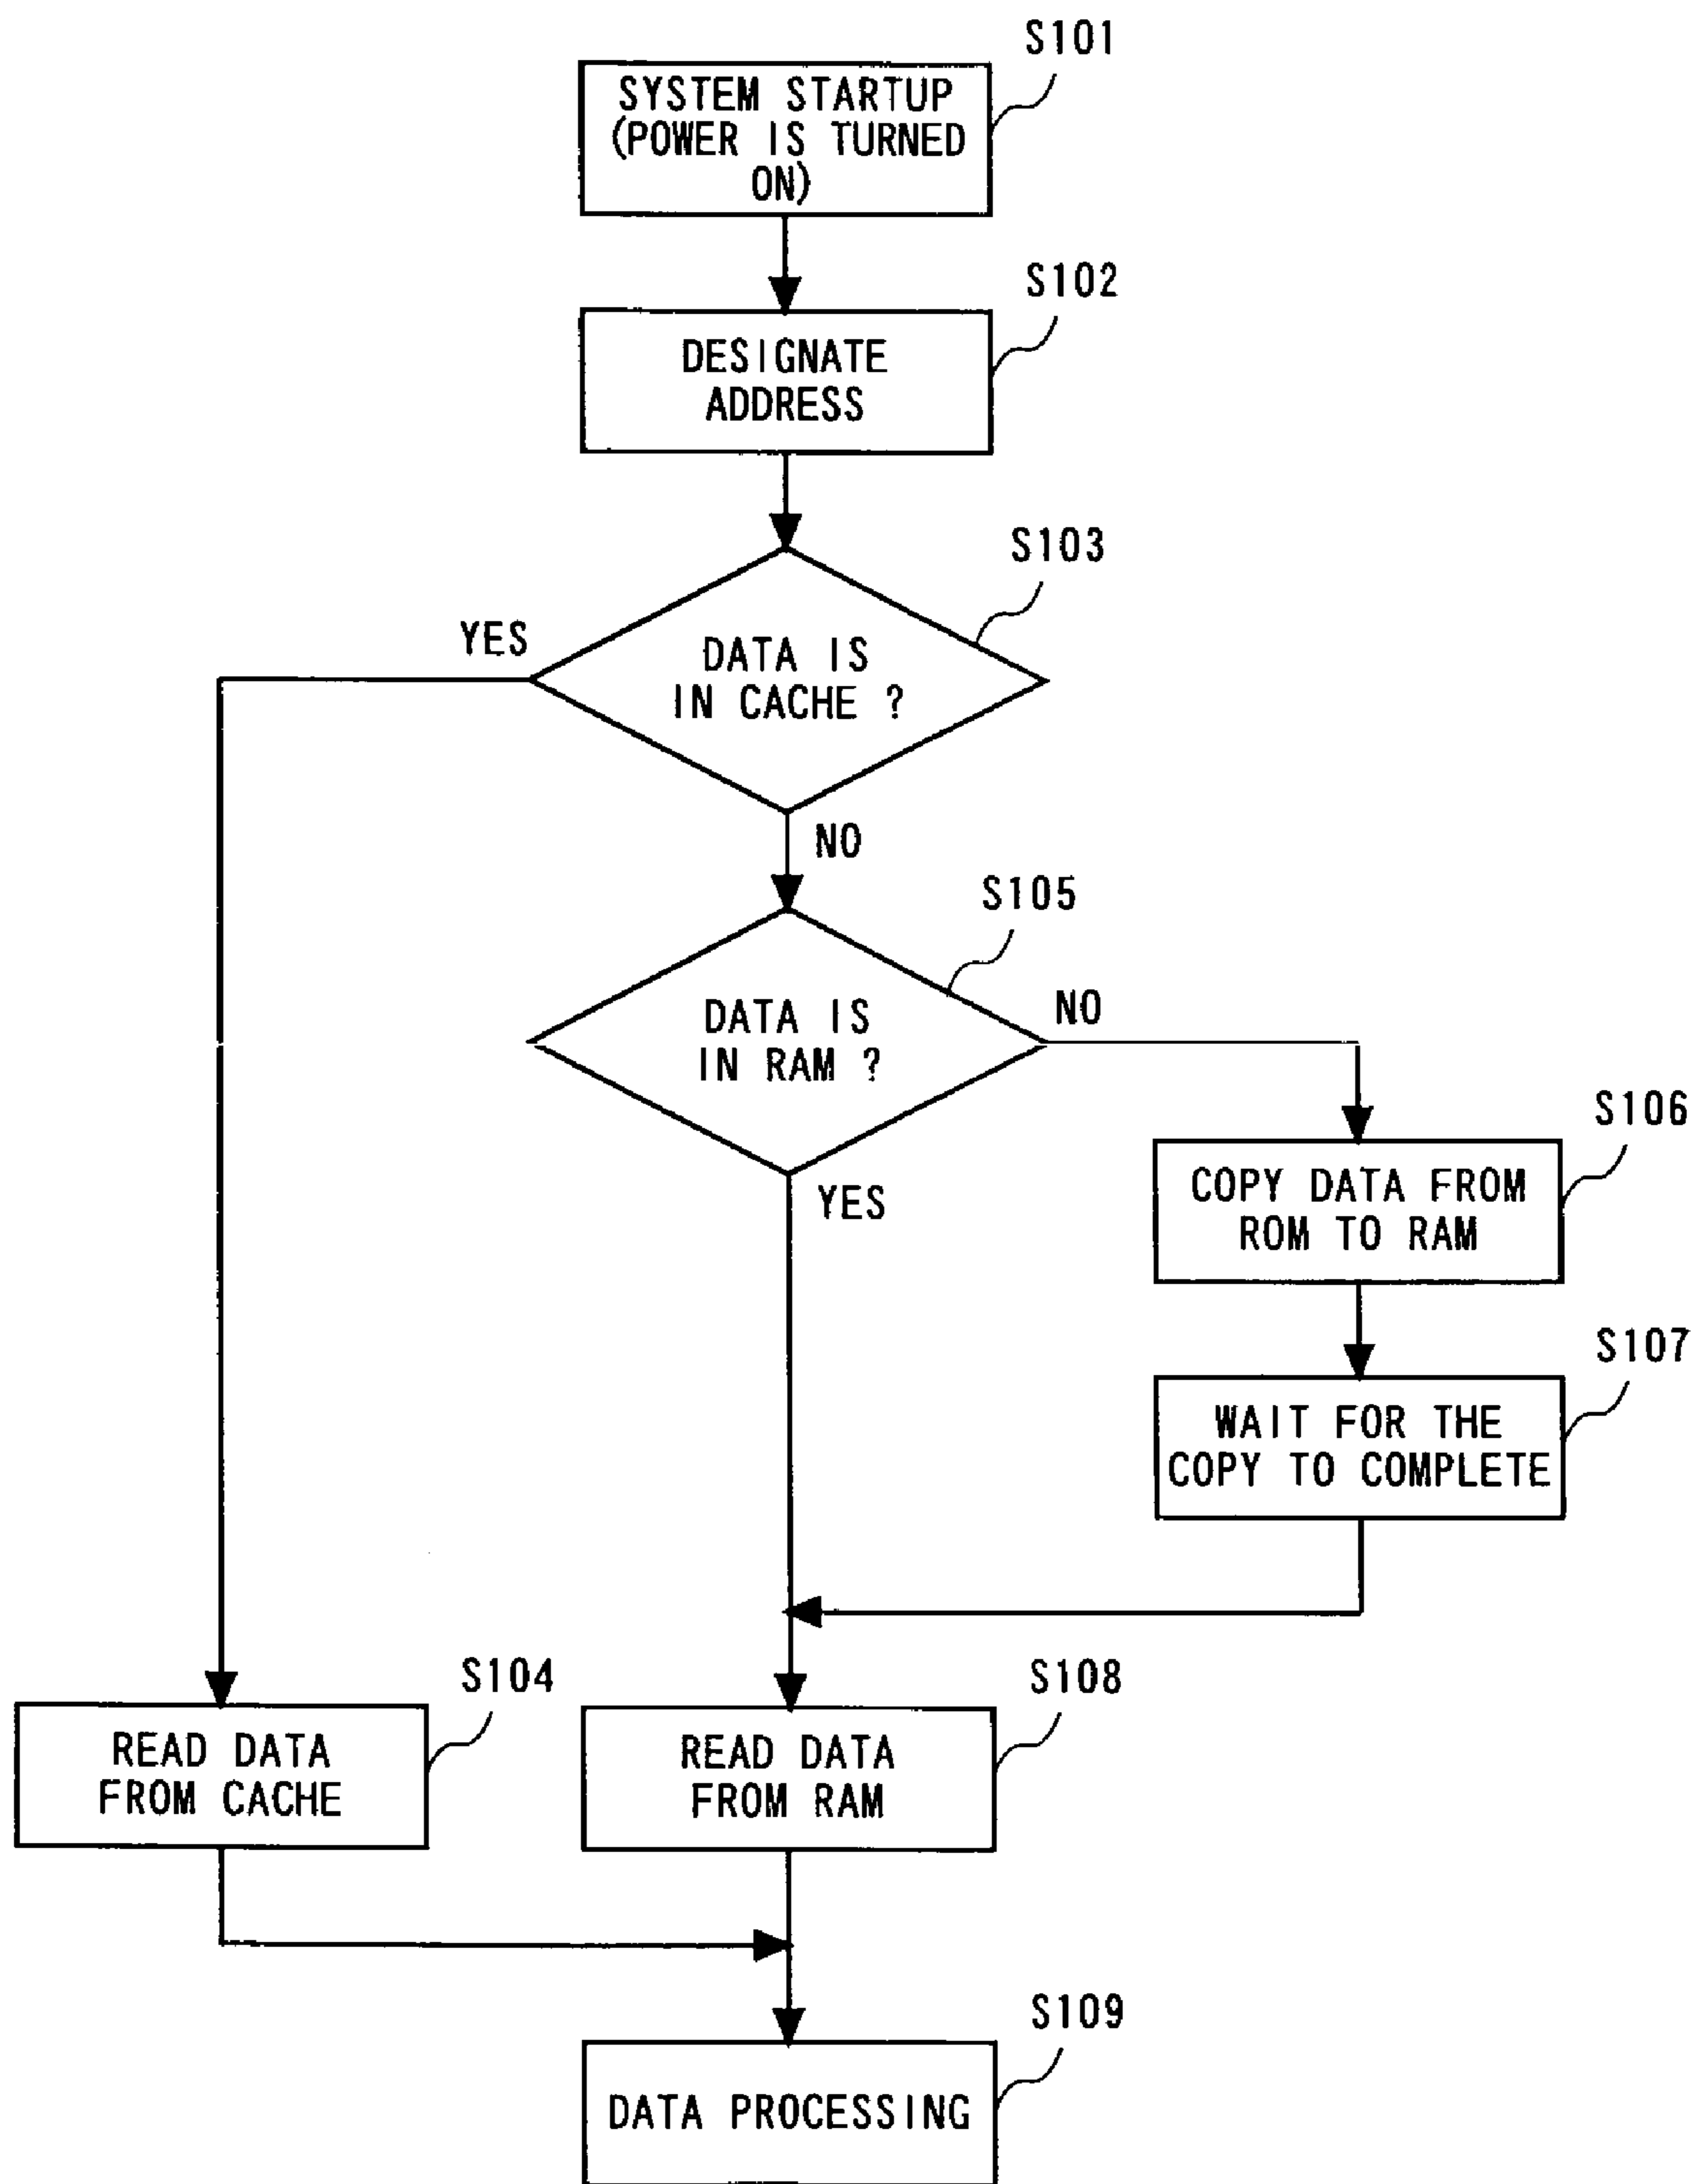 S101
SYSTEM STARTUP
(POWER IS TURNED
ON)
S102
DESIGNATE
ADDRESS
S103
YES
DATA IS
IN CACHE ?
NO
S105
DATA IS
IN RAM ?
NO
YES
S106
COPY DATA FROM
ROM TO RAM
S107
WAIT FOR THE
COPY TO COMPLETE
S104
READ DATA
FROM CACHE
S108
READ DATA
FROM RAM
S109
DATA PROCESSING